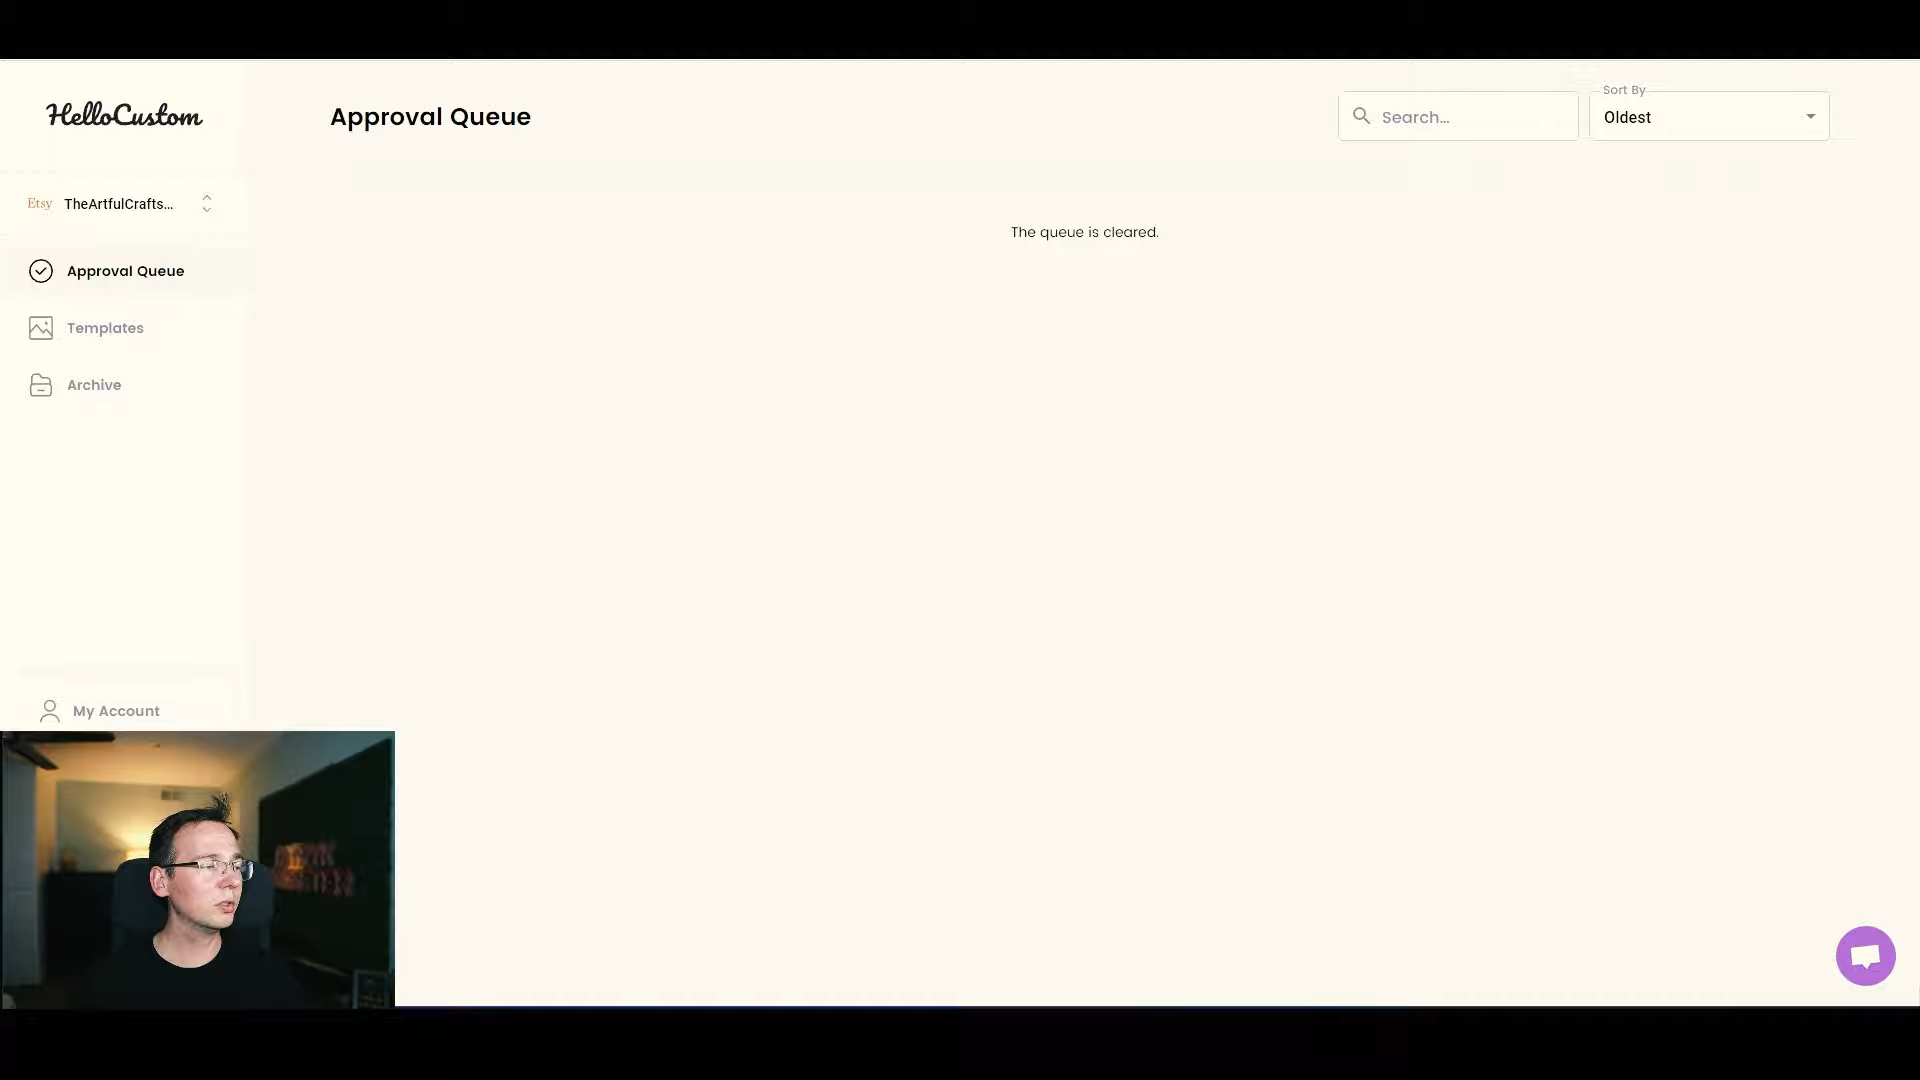 HelloCustom
Approval Queue
Search...
Sort By
Oldest
Etsy TheArtfulCrafts...
The queue is cleared.
Approval Queue
Templates
Archive
My Account